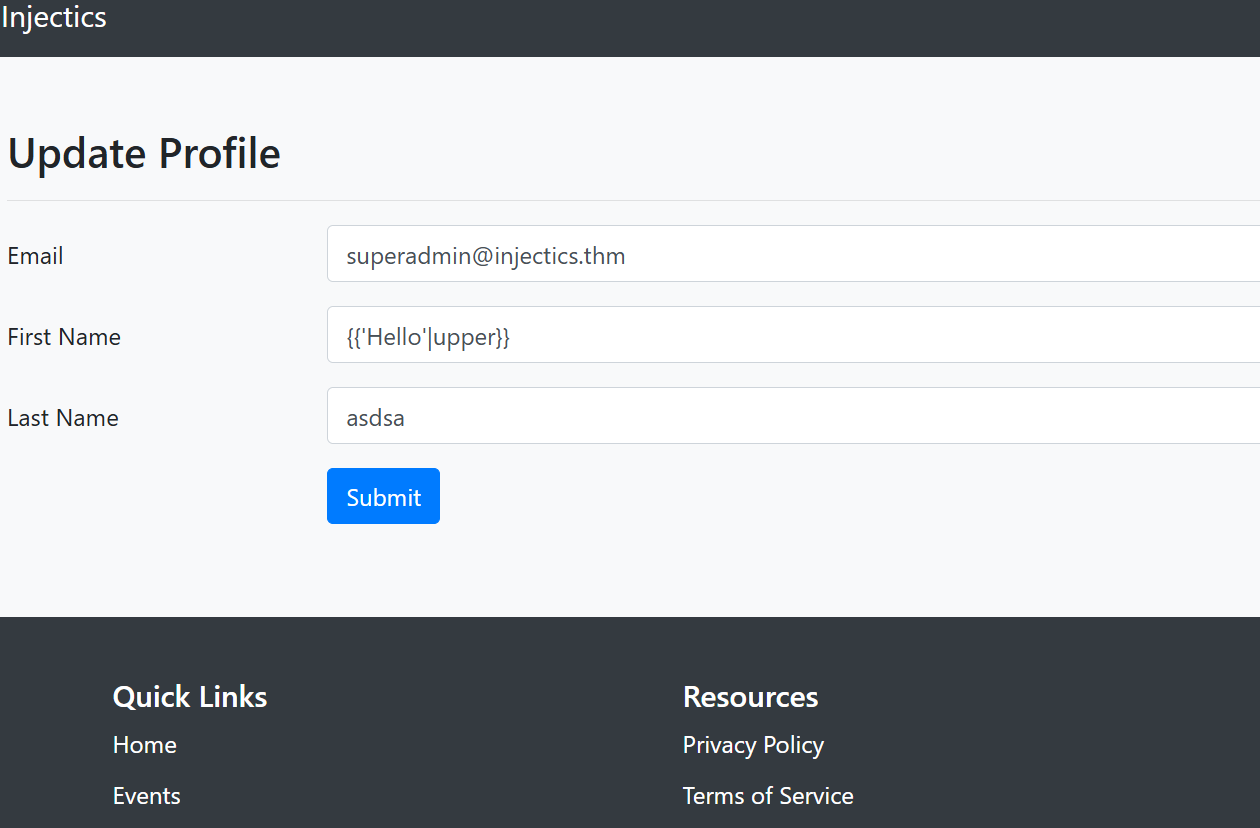 Injectics
Update Profile
Email superadmin@injectics.thm
First Name {{'Hello'|upper}}
Last Name asdsa
Submit
Quick Links
Home
Events
Resources
Privacy Policy
Terms of Service